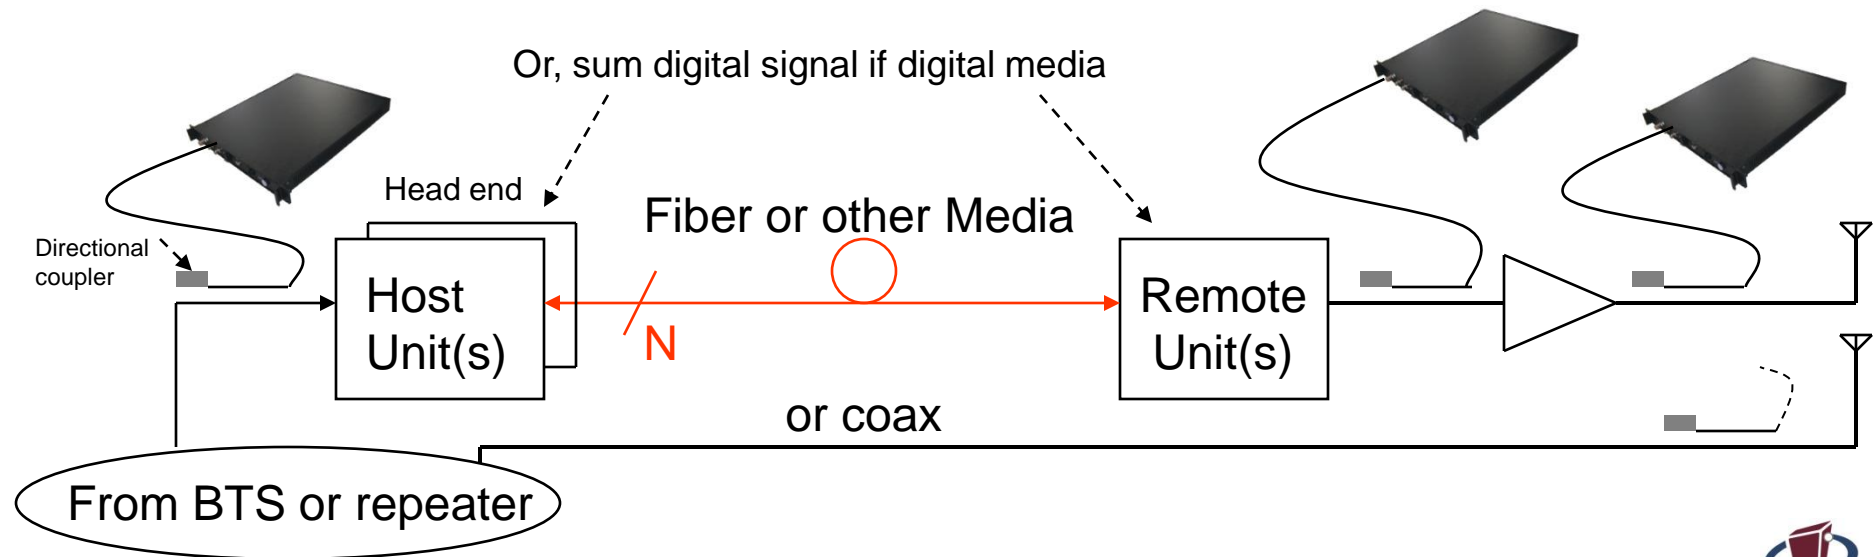 Or, sum digital signal if digital media
Head end
Fiber or other Media
Directional
coupler
Host
Unit(s)
N
Remote
Unit(s)
or coax
From BTS or repeater